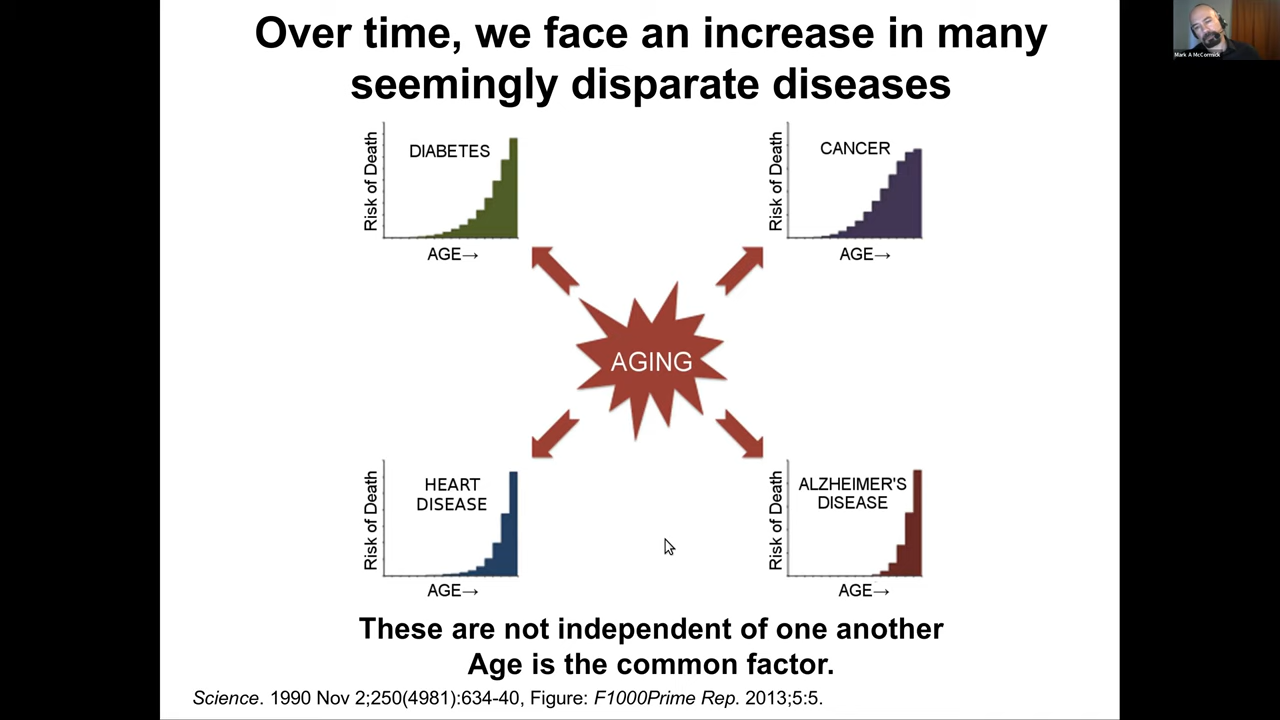 Over time, we face an increase in many
seemingly disparate diseases
Mark A McCormick
Risk of Death
DIABETES
AGE→
Risk of Death
CANCER
AGE→
AGING
Risk of Death
HEART
DISEASE
AGE→
Risk of Death
ALZHEIMER'S
DISEASE
AGE→
These are not independent of one another
Age is the common factor.
Science. 1990 Nov 2;250(4981):634-40, Figure: F1000Prime Rep. 2013;5:5.